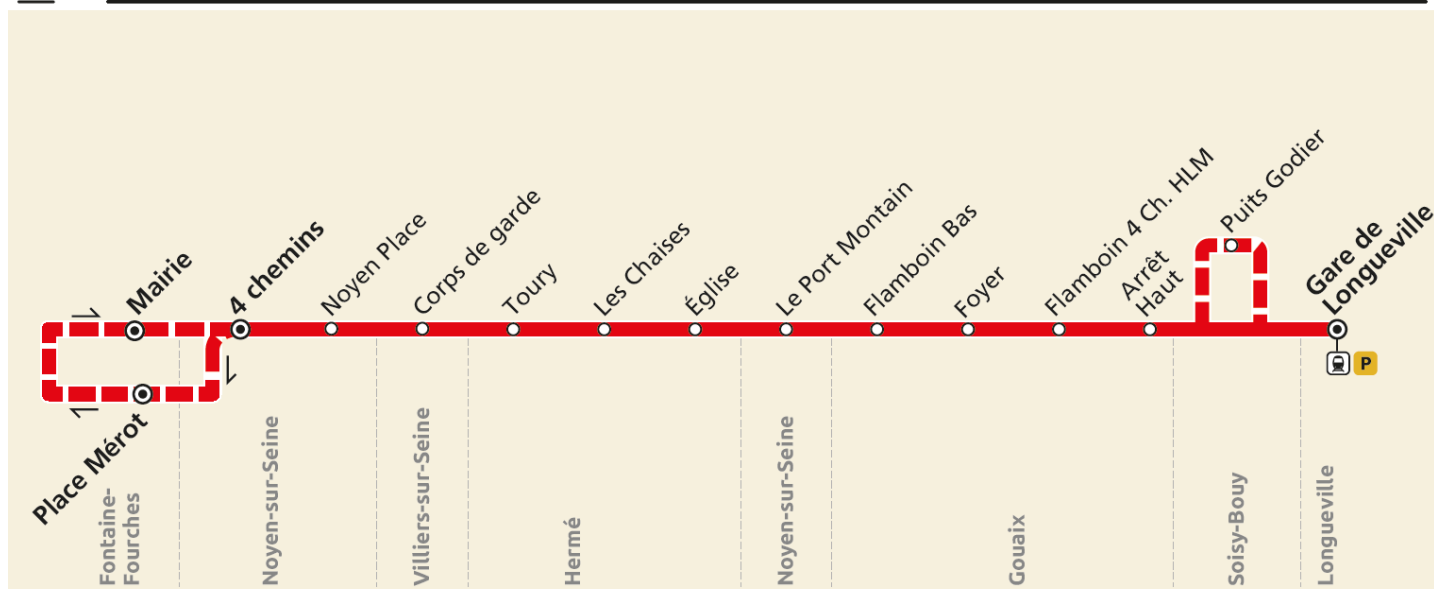 Mairie
4 chemins
Noyen Place
Corps de garde
Toury
Les Chaises
Église
Le Port Montain
Flamboin Bas
Foyer
Flamboin 4 Ch. HLM
Arrêt
Haut
Puits Godier
Gare de
Longueville
P
Place Mérot
Fontaine-
Fourches
Noyen-sur-Seine
Villiers-sur-Seine
Hermé
Noyen-sur-Seine
Gouaix
Soisy-Bouy
Longueville